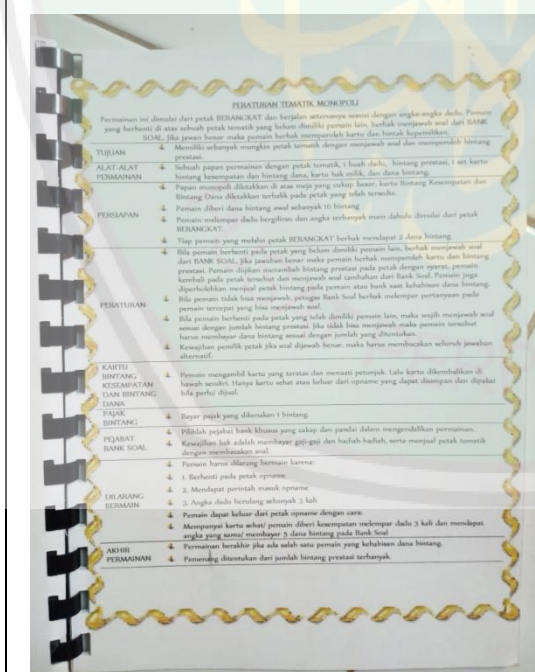 PERATURAN TEMATIK MONOPOLI
Permainan ini dimulai dari petak BERANGKAT dan berjalan seterusnya sesuai dengan angka-angka dadu. Pemain
yang berhenti di atas sebuah petak tematik yang belum dimiliki pemain lain, berhak menjawab soal dari BANK
SOAL. Jika jawaban benar maka pemain berhak memperoleh kartu dan bintak kepemilikan.
TUJUAN
Memiliki sebanyak mungkin petak tematik dengan menjawab soal dan memperoleh bintang
prestasi.
ALAT-ALAT
PERMAINAN
Sebuah papan permainan dengan petak tematik, 1 buah dadu, bintang prestasi, 1 set kartu
bintang kesempatan dan bintang dana, kartu hak milik, dan dana bintang.
PERSIAPAN
Papan monopoli diletakkan di atas meja yang cukup besar, kartu Bintang Kesempatan dan
Bintang Dana diletakkan terbalik pada petak yang telah tersedia.
Pemain diberi dana bintang awal sebanyak 10 bintang
Pemain melempar dadu bergiliran dan angka terbanyak main dahulu dimulai dari petak
BERANGKAT.
Tiap pemain yang melalui petak BERANGKAT berhak mendapat 2 dana bintang.
PERATURAN
Bila pemain berhenti pada petak yang belum dimiliki pemain lain, berhak menjawab soal
dari BANK SOAL. Jika jawaban benar maka pemain berhak memperoleh kartu dan bintang
prestasi. Pemain diijikan menambah bintang prestasi pada petak dengan syarat, pemain
kembali pada petak tersebut dan menjawab soal tambahan dari Bank Soal. Pemain juga
diperbolehkan menjual petak bintang pada pemain atau bank saat kehabisan dana bintang.
Bila pemain tidak bisa menjawab, petugas Bank Soal berhak melemper pertanyaan pada
pemain tercepat yang bisa menjawab soal.
Bila pemain berhenti pada petak yang telah dimiliki pemain lain, maka wajib menjawab soal
sesuai dengan jumlah bintang prestasi. Jika tidak bisa menjawab maka pemain tersebut
harus membayar dana bintang sesuai dengan jumlah yang ditentukan.
Kewajiban pemilik petak jika soal dijawab benar, maka harus membacakan seluruh jawaban
alternatif.
KARTU
BINTANG
KESEMPATAN
DAN BINTANG
DANA
Pemain mengambil kartu yang teratas dan mentaati petunjuk. Lalu kartu dikembalikan di
bawah sendiri. Hanya kartu sehat atau keluar dari opname yang dapat disimpan dan dipakai
bila perlu dijual.
PAJAK
BINTANG
Bayar pajak yang dikenakan 1 bintang.
PEJABAT
BANK SOAL
Pilihlah pejabat bank khusus yang cakap dan pandai dalam mengendalikan permainan.
Kewajiban bak adalah membayar gaji-gaji dan hadiah-hadiah, serta menjual petak tematik
dengan membacakan soal.
DILARANG
BERMAIN
Pemain harus dilarang bermain karena:
1. Berhenti pada petak opname
2. Mendapat perintah masuk opname
3. Angka dadu berulang sebanyak 3 kali
Pemain dapat keluar dari petak opname dengan cara:
Mempunyai kartu sehat/ pemain diberi kesempatan melempar dadu 3 kali dan mendapat
angka yang sama/ membayar 5 dana bintang pada Bank Soal
AKHIR
PERMAINAN
Permainan berakhir jika ada salah satu pemain yang kehabisan dana bintang.
Pemenang ditentukan dari jumlah bintang prestasi terbanyak.